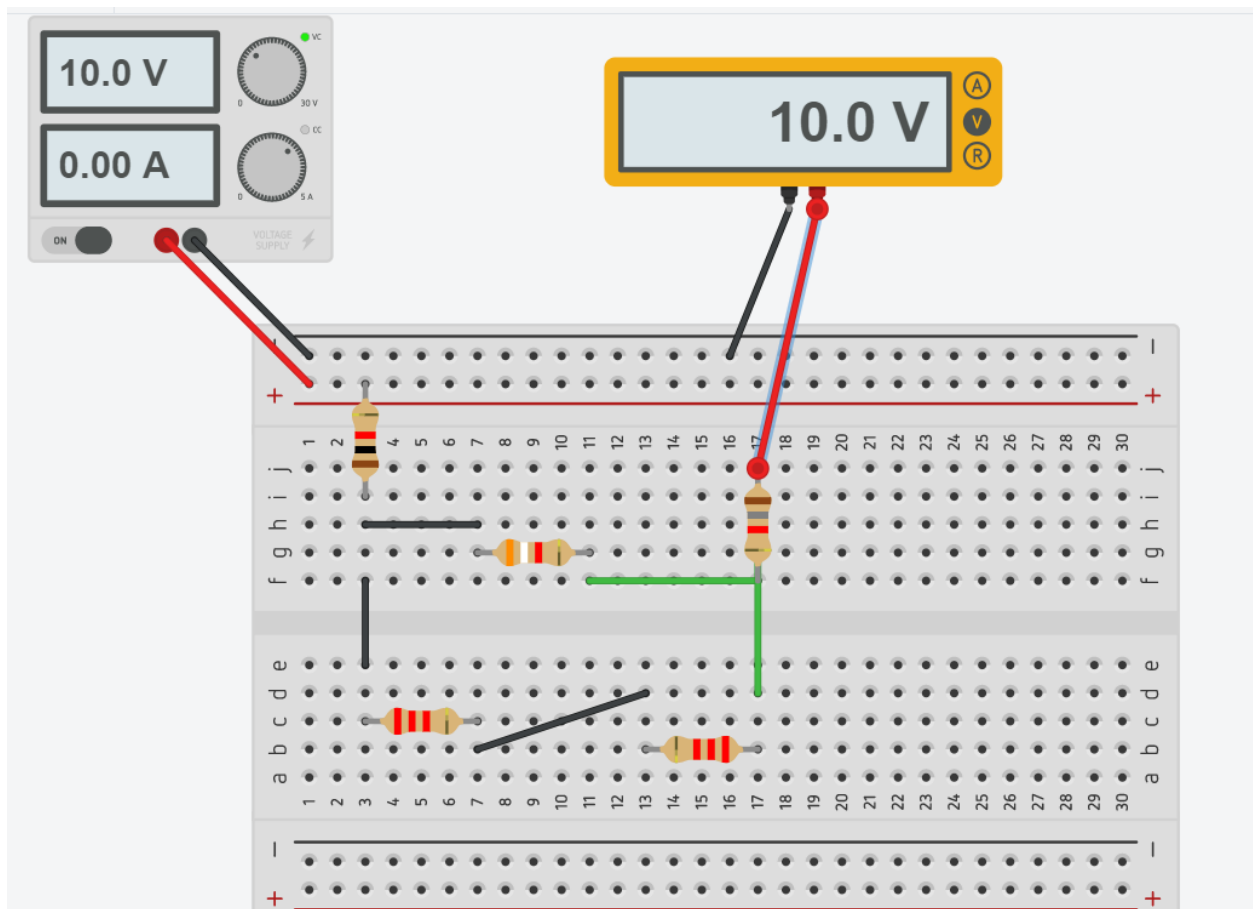 10.0 V
VC
0
30 V
CC
0.00 A
0
5 A
ON
VOLTAGE
SUPPLY
10.0 V
A
V
R
- −
+ +
1 2 3 4 5 6 7 8 9 10 11 12 13 14 15 16 17 18 19 20 21 22 23 24 25 26 27 28 29 30
j j
i i
h h
g g
f f
e e
d d
c c
b b
a a
1 2 3 4 5 6 7 8 9 10 11 12 13 14 15 16 17 18 19 20 21 22 23 24 25 26 27 28 29 30
− −
+ +